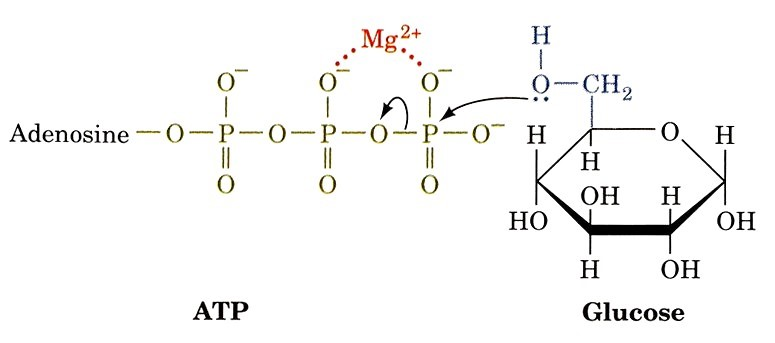 Mg2+
H
O− O− O− O CH2
Adenosine O P O P O P O− H O H
H
O O O OH H
HO OH
H OH
ATP Glucose